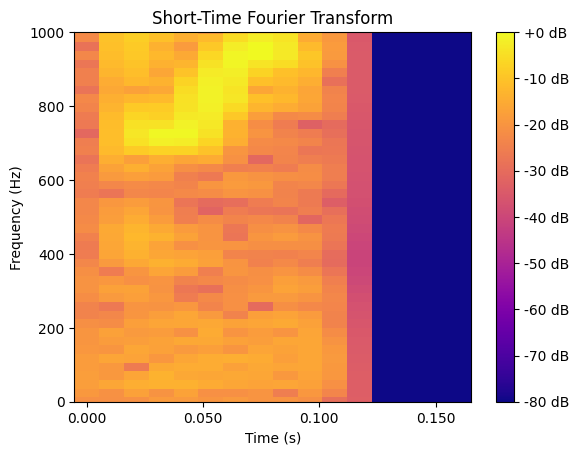 Short-Time Fourier Transform
1000
800
600
400
200
0
Frequency (Hz)
0.000
0.050
0.100
0.150
Time (s)
+0 dB
-10 dB
-20 dB
-30 dB
-40 dB
-50 dB
-60 dB
-70 dB
-80 dB